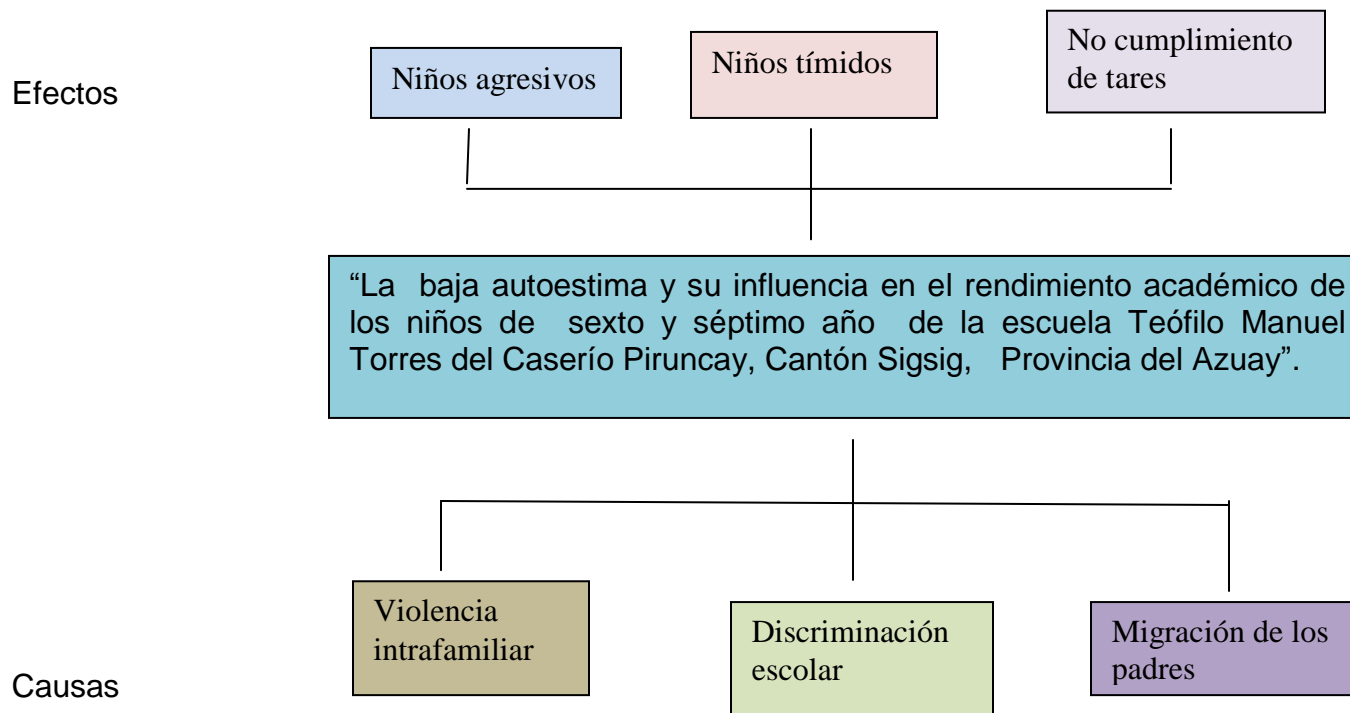 Efectos
Niños agresivos
Niños tímidos
No cumplimiento
de tares
“La baja autoestima y su influencia en el rendimiento académico de
los niños de sexto y séptimo año de la escuela Teófilo Manuel
Torres del Caserío Piruncay, Cantón Sigsig, Provincia del Azuay”.
Violencia
intrafamiliar
Discriminación
escolar
Migración de los
padres
Causas